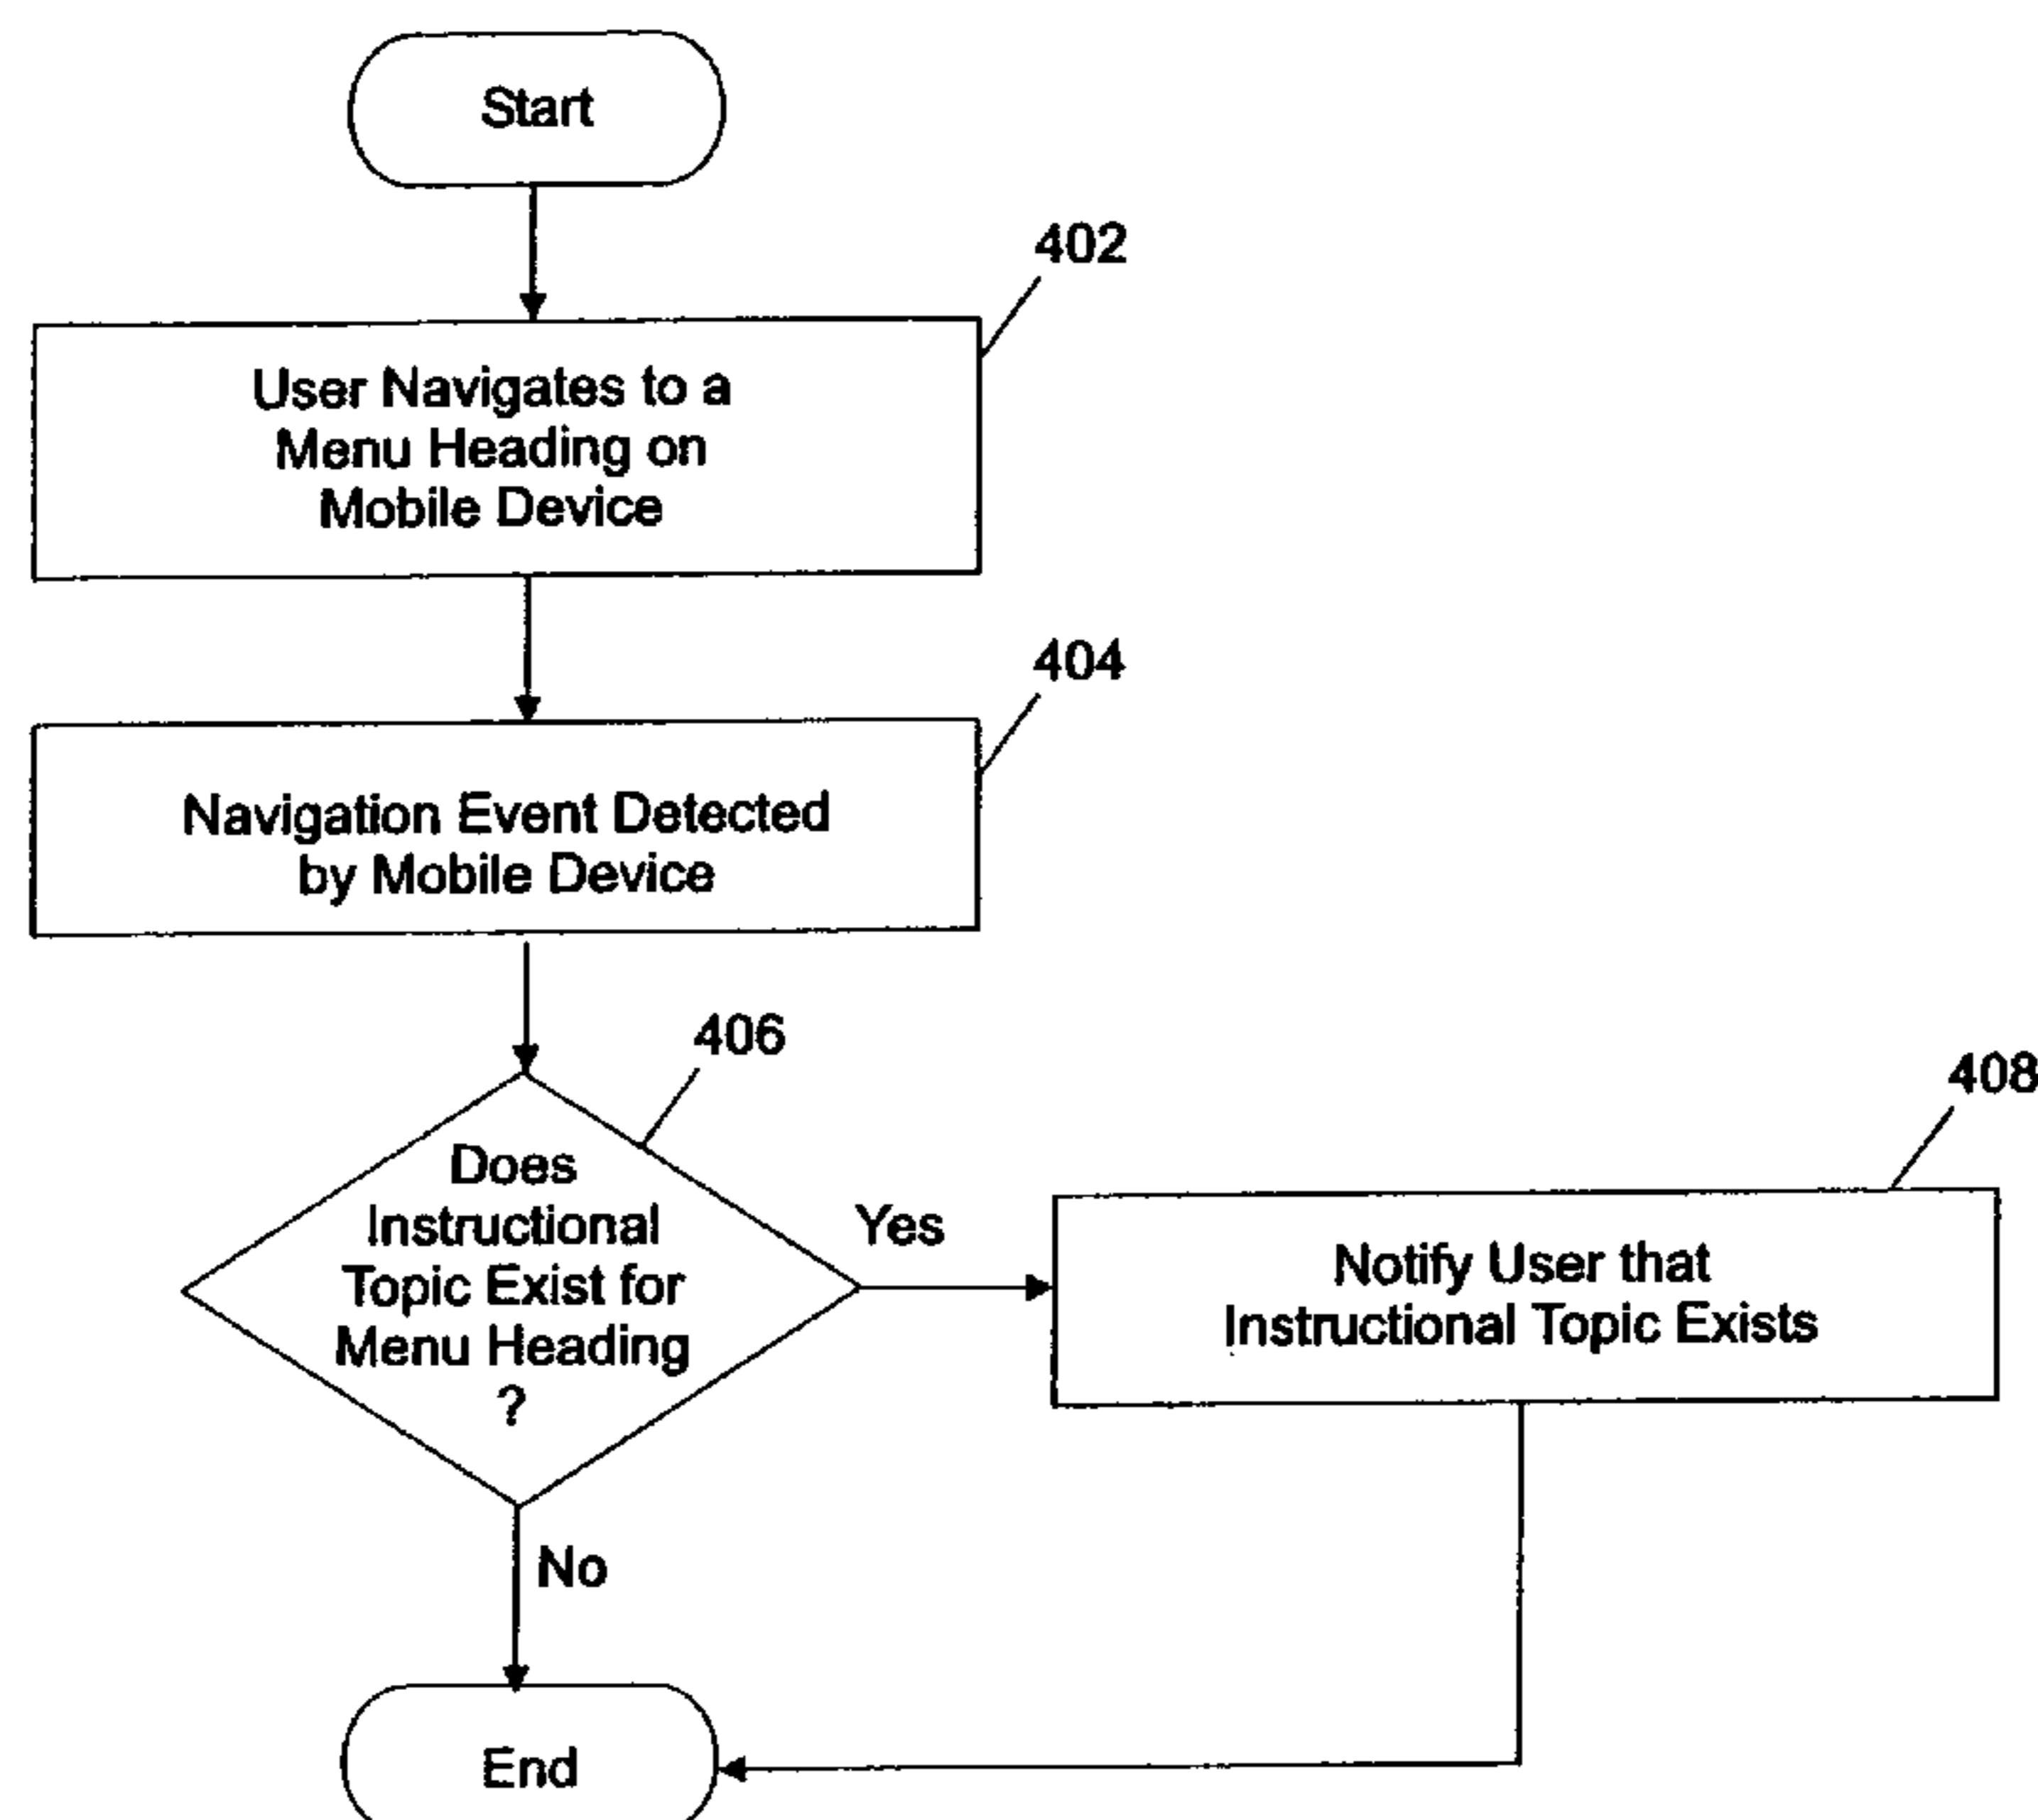 Start
402
User Navigates to a
Menu Heading on
Mobile Device
404
Navigation Event Detected
by Mobile Device
406
Does
Instructional
Topic Exist for
Menu Heading
?
Yes
408
Notify User that
Instructional Topic Exists
No
End